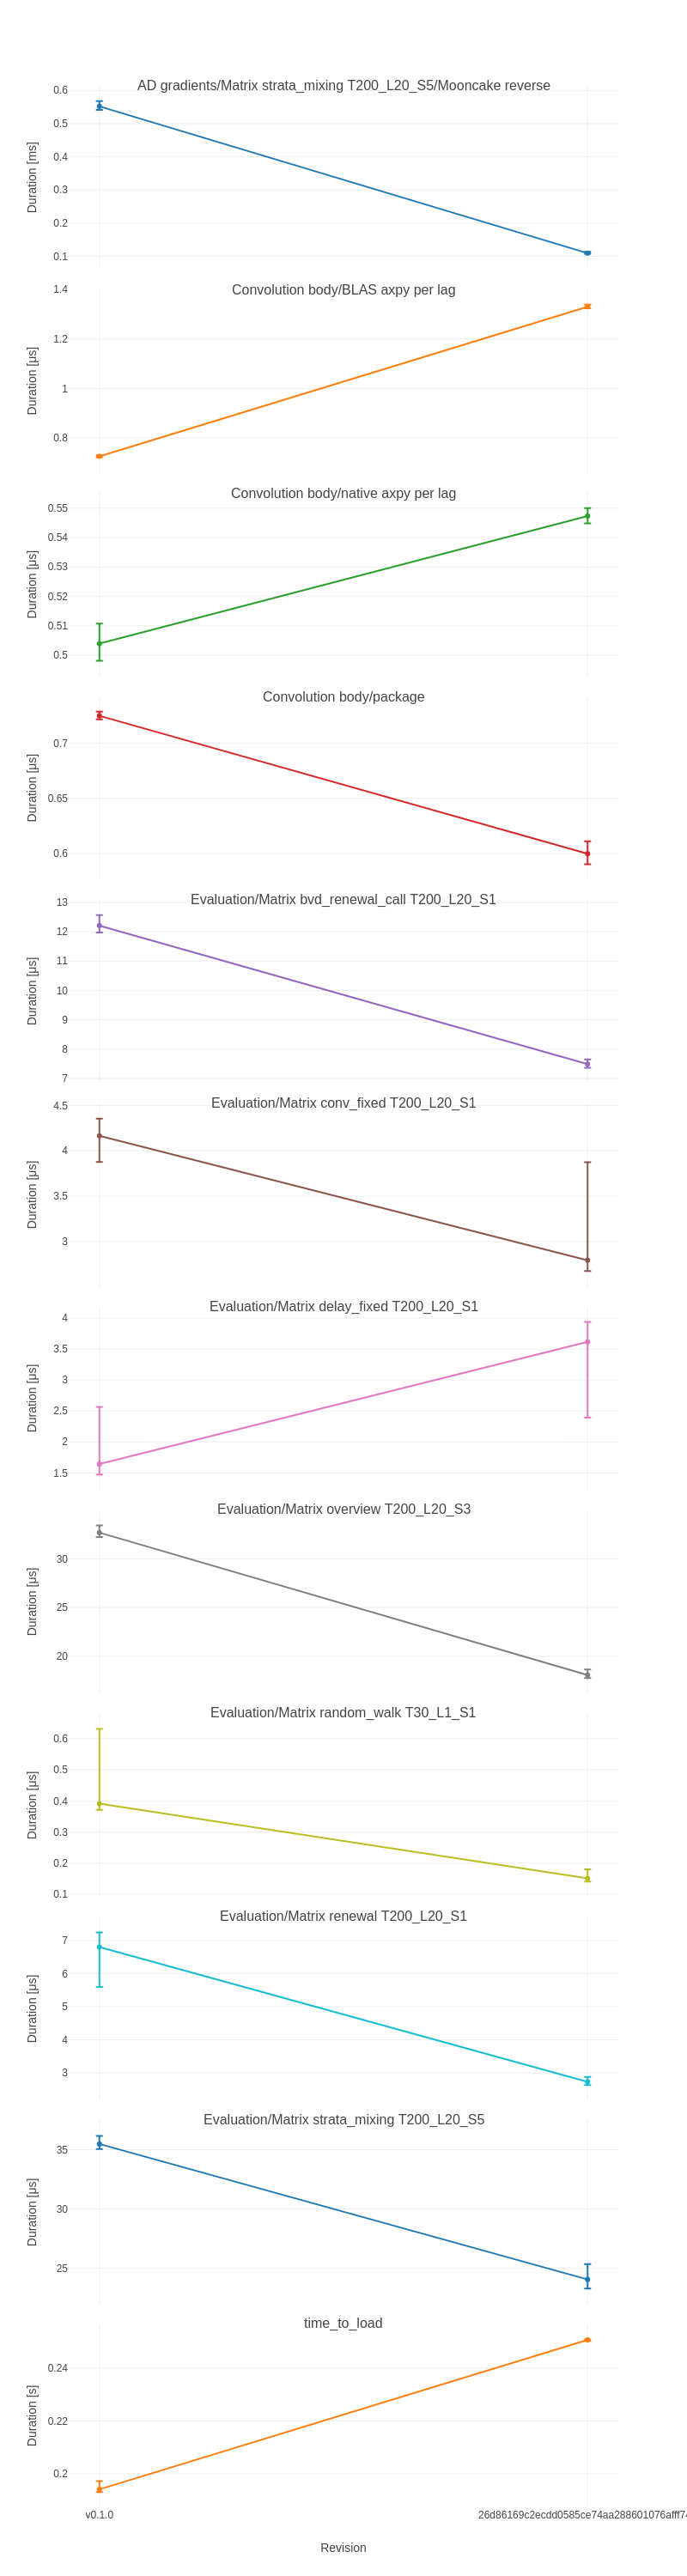 AD gradients/Matrix strata_mixing T200_L20_S5/Mooncake reverse
Duration [ms]
0.6
0.5
0.4
0.3
0.2
0.1
Convolution body/BLAS axpy per lag
Duration [μs]
1.4
1.2
1
0.8
Convolution body/native axpy per lag
Duration [μs]
0.55
0.54
0.53
0.52
0.51
0.5
Convolution body/package
Duration [μs]
0.7
0.65
0.6
Evaluation/Matrix bvd_renewal_call T200_L20_S1
Duration [μs]
13
12
11
10
9
8
7
Evaluation/Matrix conv_fixed T200_L20_S1
Duration [μs]
4.5
4
3.5
3
Evaluation/Matrix delay_fixed T200_L20_S1
Duration [μs]
4
3.5
3
2.5
2
1.5
Evaluation/Matrix overview T200_L20_S3
Duration [μs]
30
25
20
Evaluation/Matrix random_walk T30_L1_S1
Duration [μs]
0.6
0.5
0.4
0.3
0.2
0.1
Evaluation/Matrix renewal T200_L20_S1
Duration [μs]
7
6
5
4
3
Evaluation/Matrix strata_mixing T200_L20_S5
Duration [μs]
35
30
25
time_to_load
Duration [s]
0.24
0.22
0.2
v0.1.0
26d86169c2ecdd0585ce74aa288601076afff74
Revision